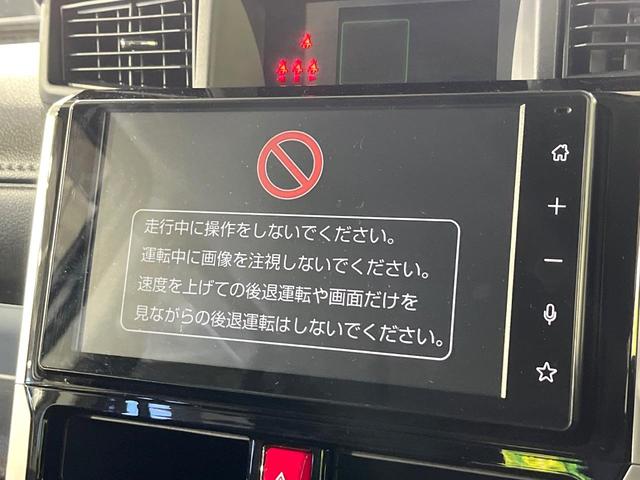 走行中に操作をしないでください。
運転中に画像を注視しないでください。
速度を上げての後退運転や画面だけを
見ながらの後退運転はしないでください。